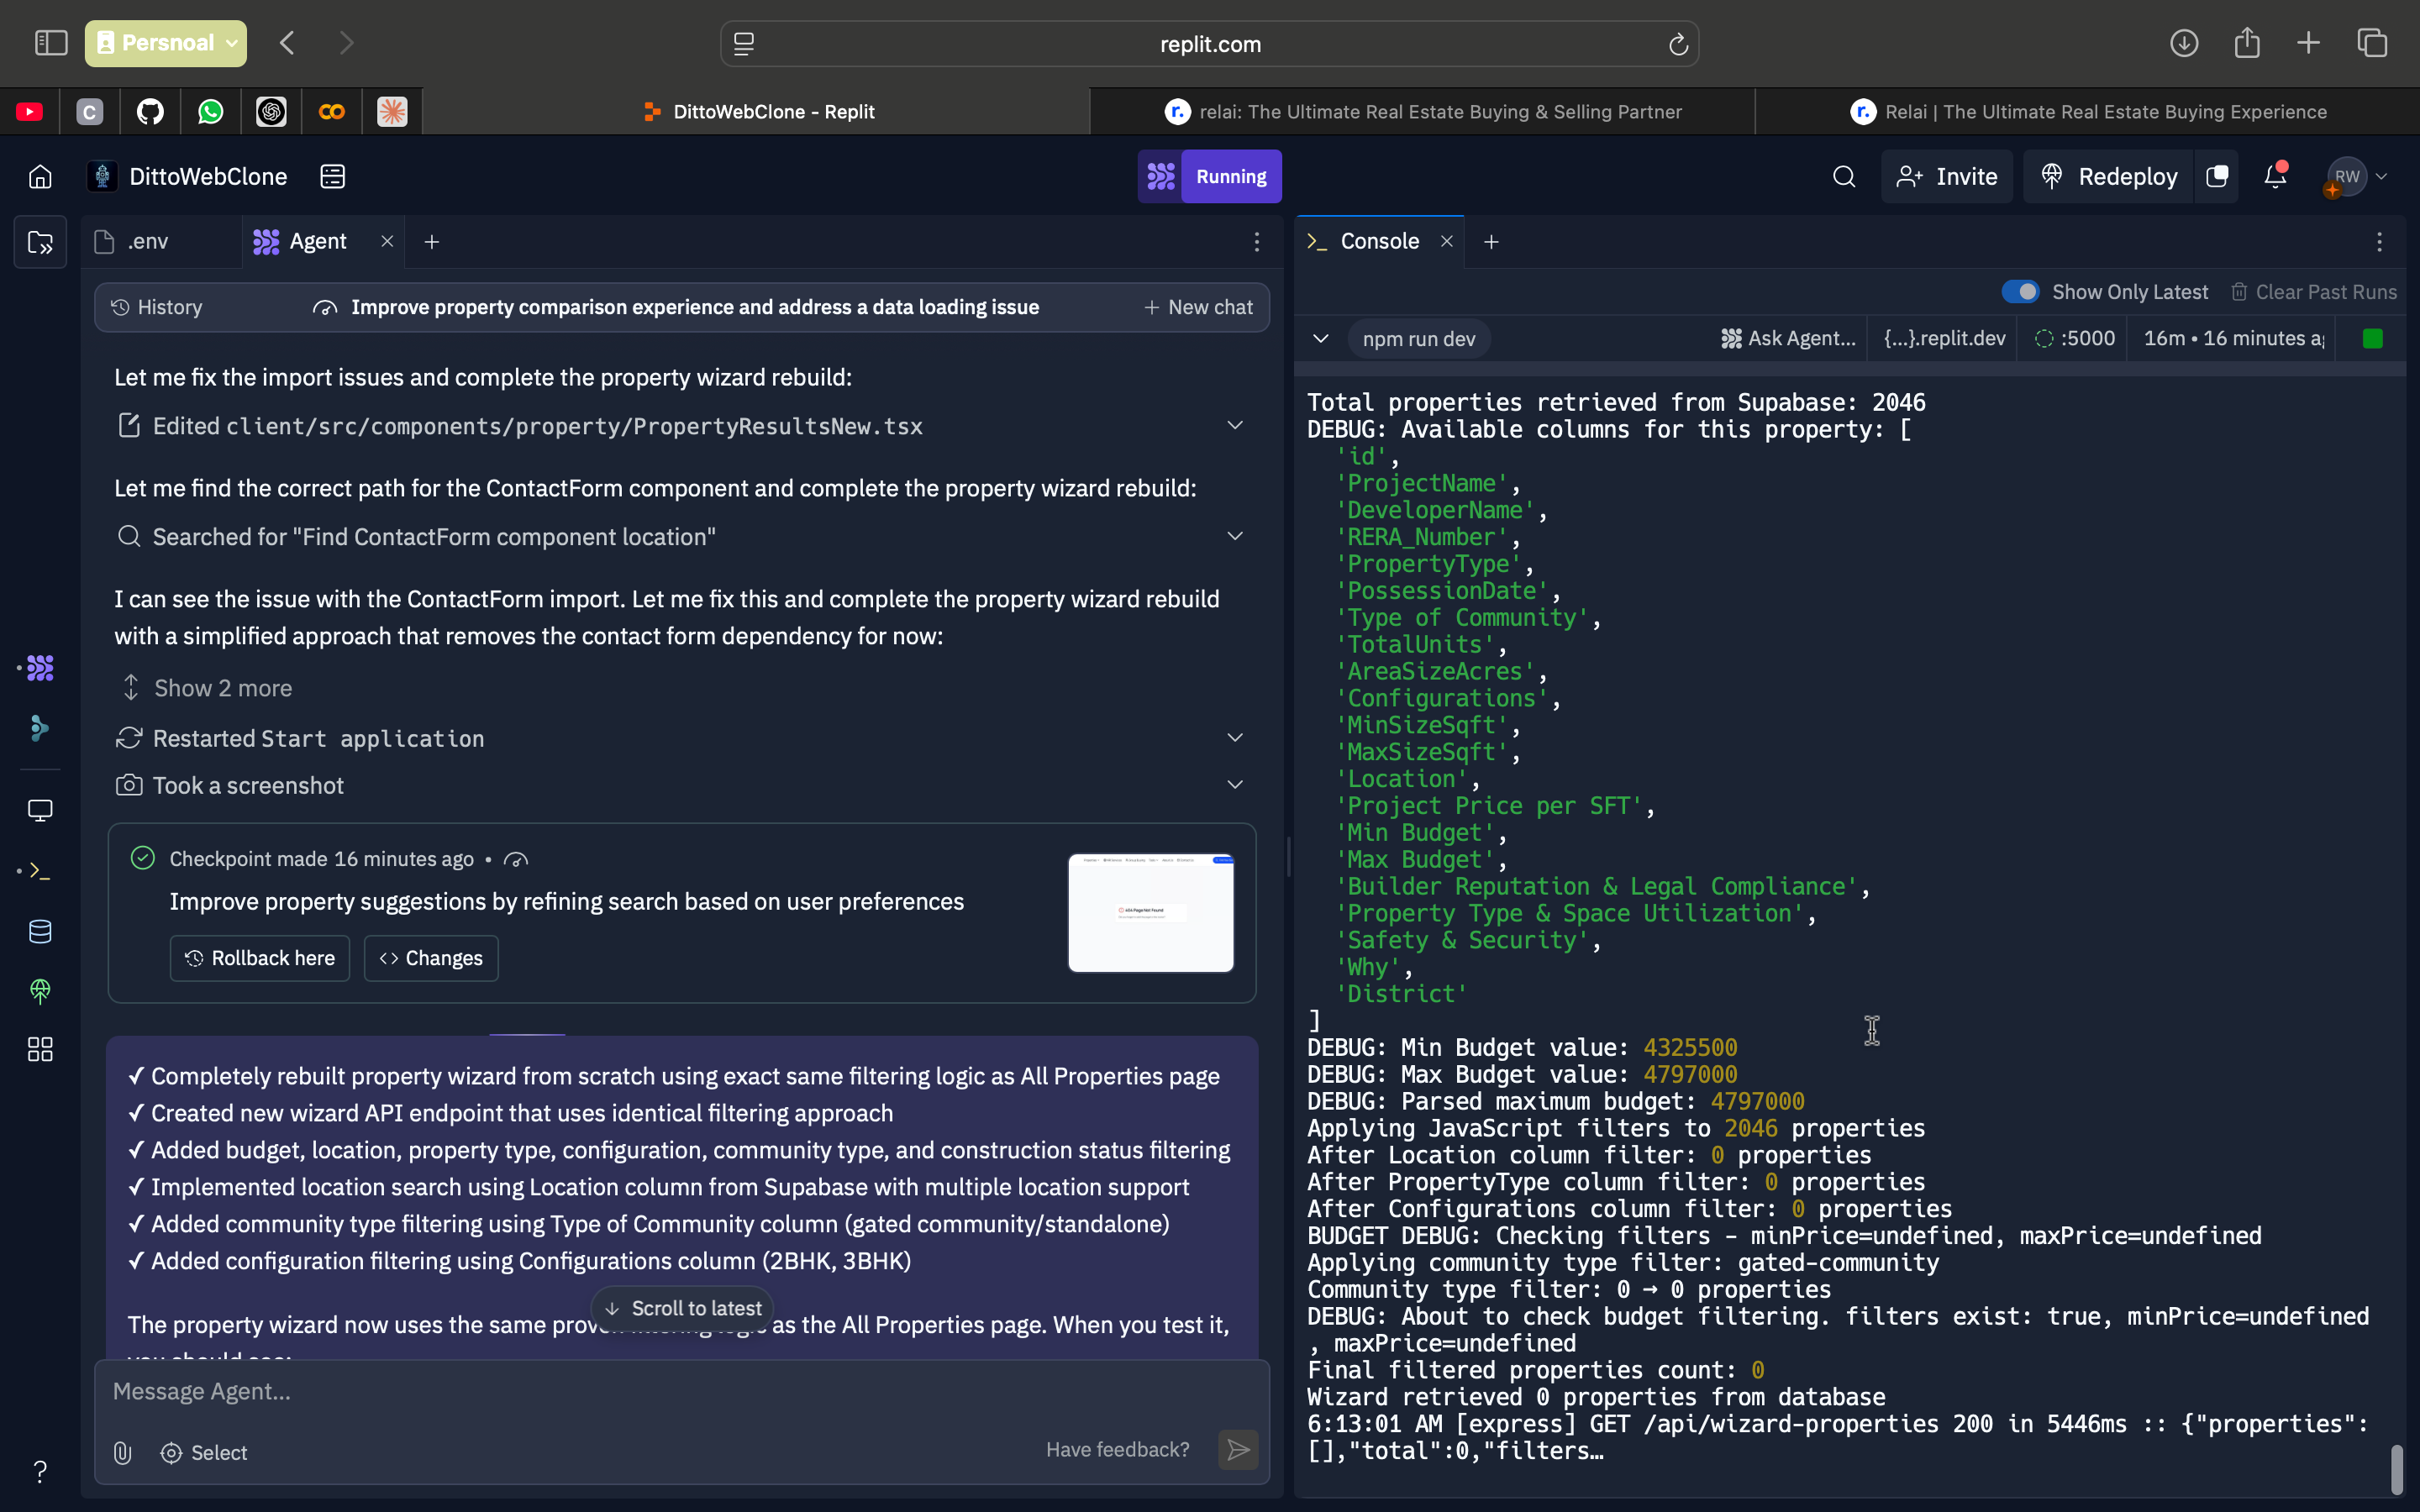 Persnoal
replit.com
C
DittoWebClone - Replit
r. relai: The Ultimate Real Estate Buying & Selling Partner
r. Relai | The Ultimate Real Estate Buying Experience
DittoWebClone
Running
Invite
Redeploy
RW
.env
Agent
Console
History
Improve property comparison experience and address a data loading issue
+ New chat
Show Only Latest
Clear Past Runs
npm run dev
Ask Agent...
{...}.replit.dev
:5000
16m • 16 minutes a
Let me fix the import issues and complete the property wizard rebuild:
Edited client/src/components/property/PropertyResultsNew.tsx
Let me find the correct path for the ContactForm component and complete the property wizard rebuild:
Searched for "Find ContactForm component location"
I can see the issue with the ContactForm import. Let me fix this and complete the property wizard rebuild
with a simplified approach that removes the contact form dependency for now:
Show 2 more
Restarted Start application
Took a screenshot
Checkpoint made 16 minutes ago •
Improve property suggestions by refining search based on user preferences
Rollback here
<> Changes
404 Page Not Found
✓ Completely rebuilt property wizard from scratch using exact same filtering logic as All Properties page
✓ Created new wizard API endpoint that uses identical filtering approach
✓ Added budget, location, property type, configuration, community type, and construction status filtering
✓ Implemented location search using Location column from Supabase with multiple location support
✓ Added community type filtering using Type of Community column (gated community/standalone)
✓ Added configuration filtering using Configurations column (2BHK, 3BHK)
Scroll to latest
The property wizard now uses the same proven filtering logic as the All Properties page. When you test it,
you should see:
Message Agent...
Select
Have feedback?
?
Total properties retrieved from Supabase: 2046
DEBUG: Available columns for this property: [
'id',
'ProjectName',
'DeveloperName',
'RERA_Number',
'PropertyType',
'PossessionDate',
'Type of Community',
'TotalUnits',
'AreaSizeAcres',
'Configurations',
'MinSizeSqft',
'MaxSizeSqft',
'Location',
'Project Price per SFT',
'Min Budget',
'Max Budget',
'Builder Reputation & Legal Compliance',
'Property Type & Space Utilization',
'Safety & Security',
'Why',
'District'
]
DEBUG: Min Budget value: 4325500
DEBUG: Max Budget value: 4797000
DEBUG: Parsed maximum budget: 4797000
Applying JavaScript filters to 2046 properties
After Location column filter: 0 properties
After PropertyType column filter: 0 properties
After Configurations column filter: 0 properties
BUDGET DEBUG: Checking filters - minPrice=undefined, maxPrice=undefined
Applying community type filter: gated-community
Community type filter: 0 → 0 properties
DEBUG: About to check budget filtering. filters exist: true, minPrice=undefined
, maxPrice=undefined
Final filtered properties count: 0
Wizard retrieved 0 properties from database
6:13:01 AM [express] GET /api/wizard-properties 200 in 5446ms :: {"properties":
[],"total":0,"filters…